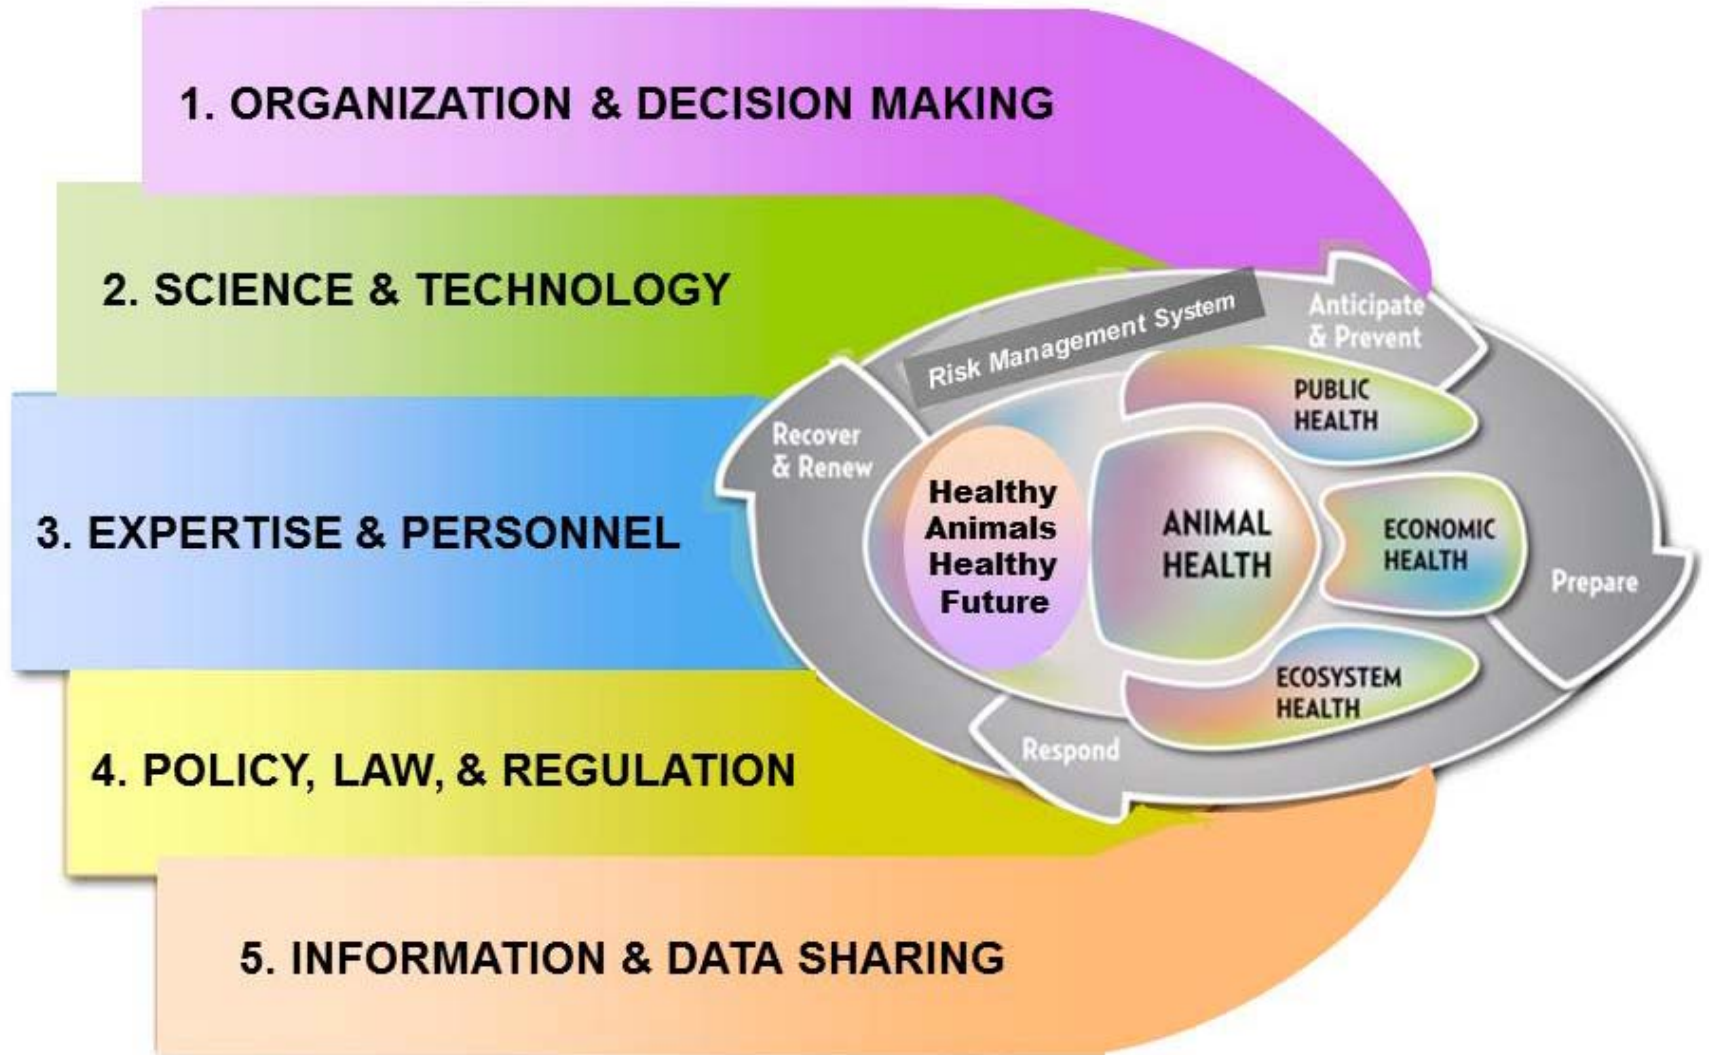 1. ORGANIZATION & DECISION MAKING
2. SCIENCE & TECHNOLOGY
3. EXPERTISE & PERSONNEL
4. POLICY, LAW, & REGULATION
5. INFORMATION & DATA SHARING
Risk Management System
Anticipate
& Prevent
Recover
& Renew
Healthy
Animals
Healthy
Future
ANIMAL
HEALTH
PUBLIC
HEALTH
ECONOMIC
HEALTH
ECOSYSTEM
HEALTH
Prepare
Respond